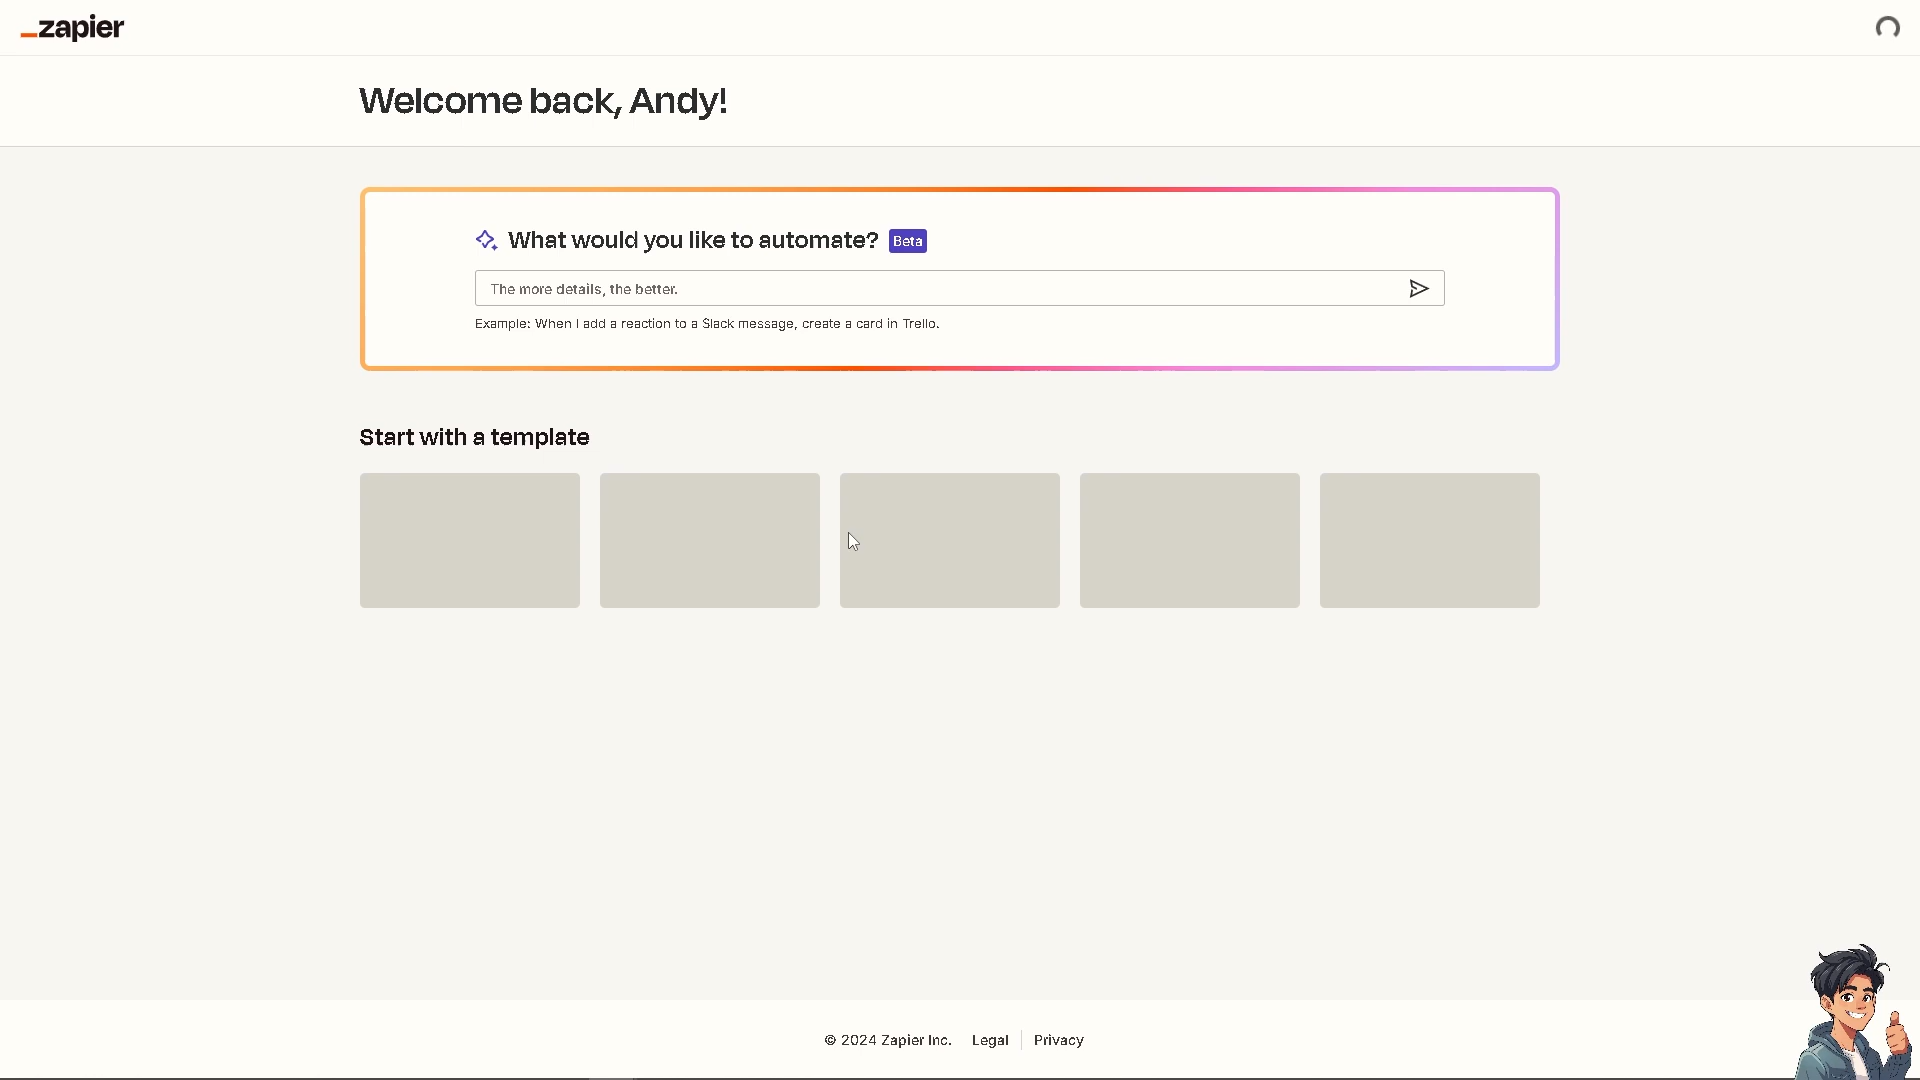 zapier
Welcome back, Andy!
What would you like to automate? Beta
The more details, the better.
Example: When I add a reaction to a Slack message, create a card in Trello.
Start with a template
© 2024 Zapier Inc. Legal Privacy